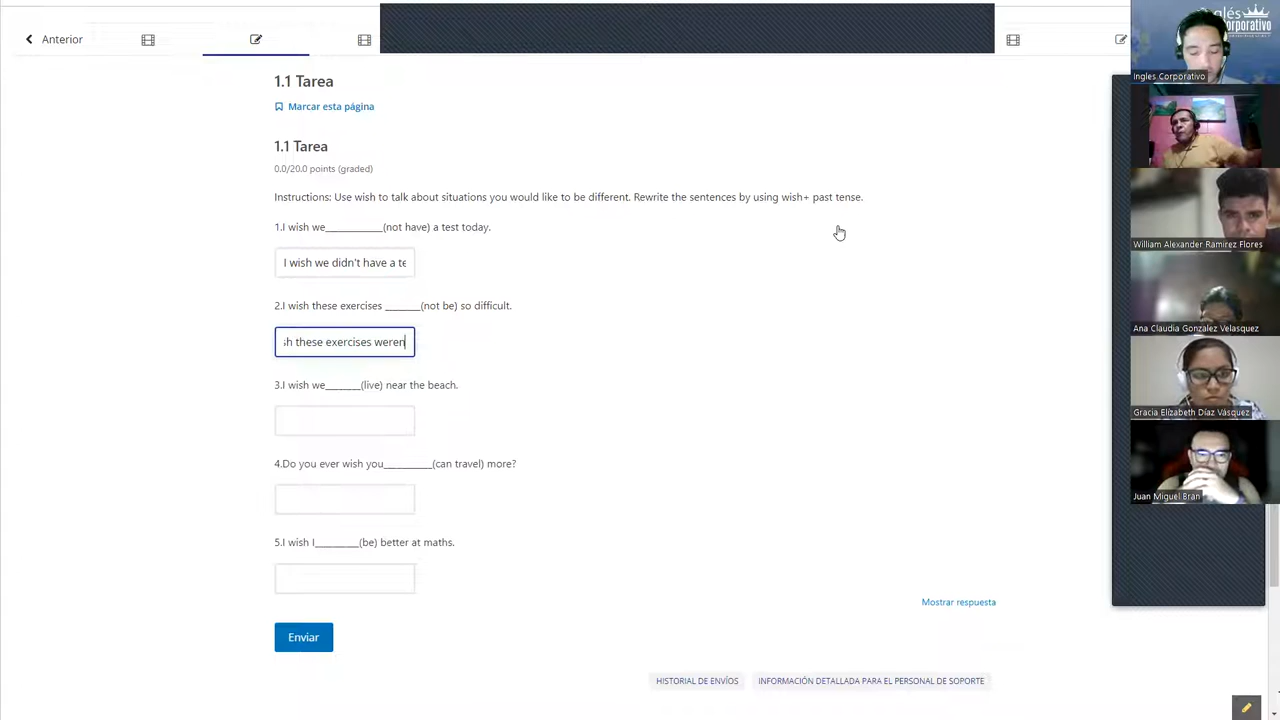 Anterior
1.1 Tarea
Marcar esta página
1.1 Tarea
0.0/20.0 points (graded)
Instructions: Use wish to talk about situations you would like to be different. Rewrite the sentences by using wish+ past tense.
1.I wish we___________(not have) a test today.
I wish we didn't have a te
2.I wish these exercises _______(not be) so difficult.
sh these exercises weren
3.I wish we_______(live) near the beach.
4.Do you ever wish you__________(can travel) more?
5.I wish I_________(be) better at maths.
Mostrar respuesta
Enviar
HISTORIAL DE ENVÍOS
INFORMACIÓN DETALLADA PARA EL PERSONAL DE SOPORTE
Ingles Corporativo
William Alexander Ramirez Flores
Ana Claudia Gonzalez Velasquez
Gracia Elízabeth Díaz Vásquez
Juan Miguel Bran